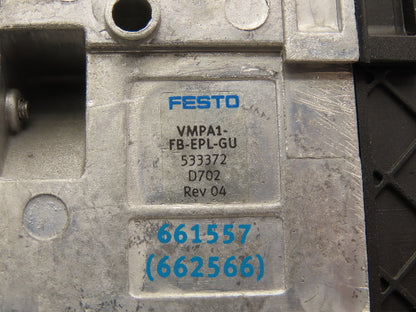 FESTO
VMPA1-
FB-EPL-GU
533372
D702
Rev 04
661557
(662566)